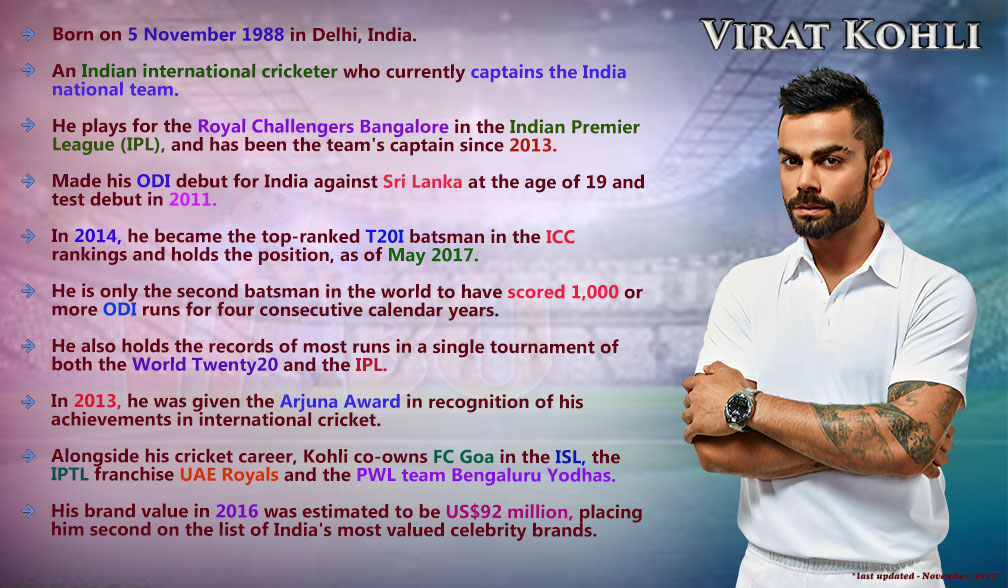 VIRAT KOHLI
Born on 5 November 1988 in Delhi, India.
An Indian international cricketer who currently captains the India
national team.
He plays for the Royal Challengers Bangalore in the Indian Premier
League (IPL), and has been the team's captain since 2013.
Made his ODI debut for India against Sri Lanka at the age of 19 and
test debut in 2011.
In 2014, he became the top-ranked T20I batsman in the ICC
rankings and holds the position, as of May 2017.
He is only the second batsman in the world to have scored 1,000 or
more ODI runs for four consecutive calendar years.
He also holds the records of most runs in a single tournament of
both the World Twenty20 and the IPL.
In 2013, he was given the Arjuna Award in recognition of his
achievements in international cricket.
Alongside his cricket career, Kohli co-owns FC Goa in the ISL, the
IPTL franchise UAE Royals and the PWL team Bengaluru Yodhas.
His brand value in 2016 was estimated to be US$92 million, placing
him second on the list of India's most valued celebrity brands.
*last updated - November, 2017